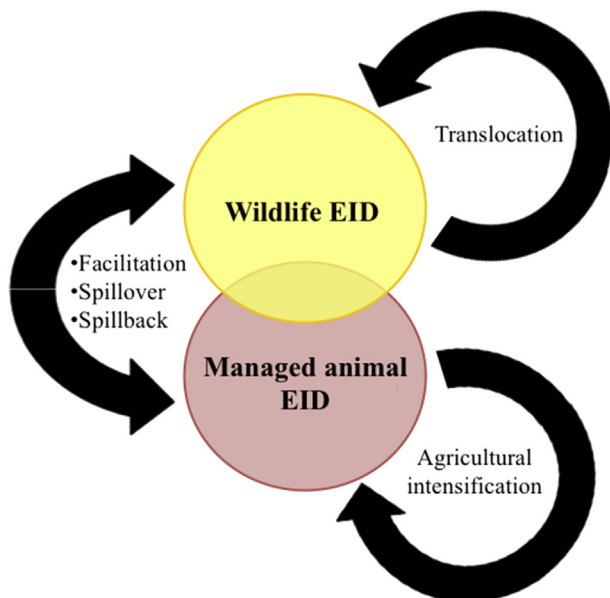 Translocation
Wildlife EID
•Facilitation
•Spillover
•Spillback
Managed animal
EID
Agricultural
intensification